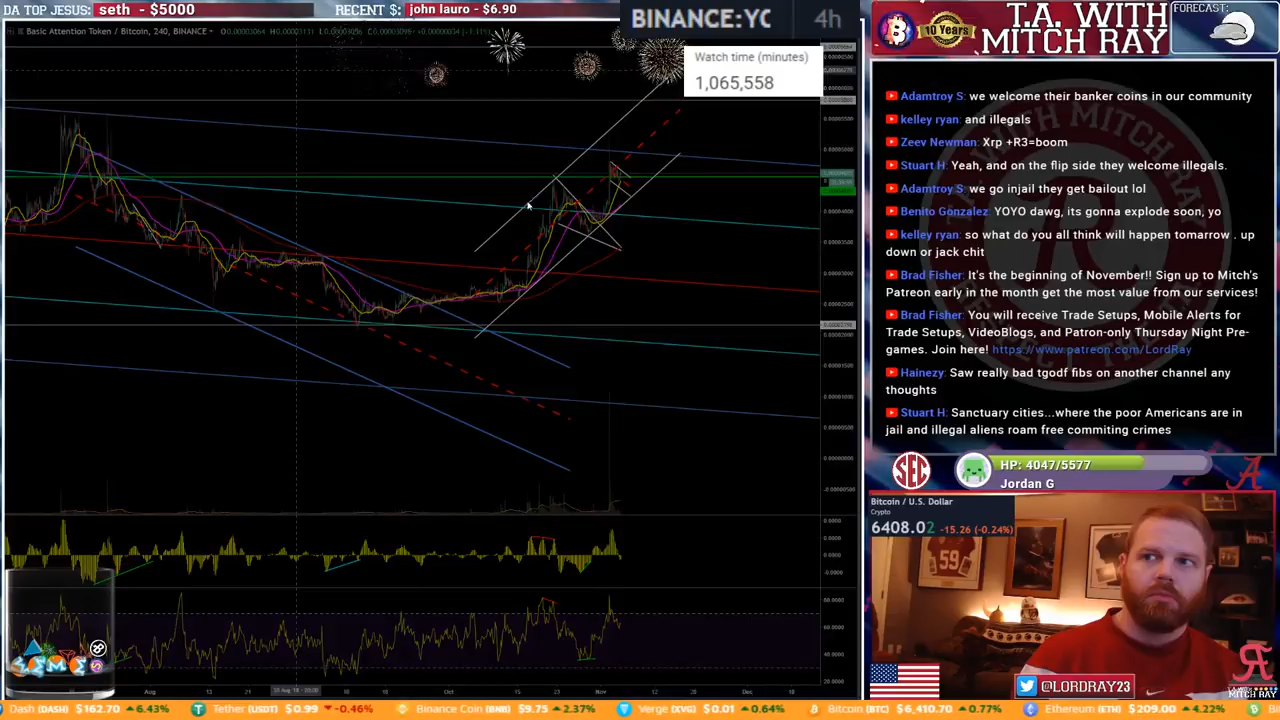 DA TOP JESUS: seth - $5000
RECENT $: john lauro - $6.90
BINANCE:YO 4h
Basic Attention Token / Bitcoin, 240, BINANCE
Watch time (minutes)
1,065,558
10 Years
T.A. WITH
MITCH RAY
FORECAST:
Adamtroy S: we welcome their banker coins in our community
kelley ryan: and illegals
Zeev Newman: Xrp +R3=boom
Stuart H: Yeah, and on the flip side they welcome illegals.
Adamtroy S: we go injail they get bailout lol
Benito Gonzalez: YOYO dawg, its gonna explode soon, yo
kelley ryan: so what do you all think will happen tomorrow . up
down or jack chit
Brad Fisher: It's the beginning of November!! Sign up to Mitch's
Patreon early in the month get the most value from our services!
Brad Fisher: You will receive Trade Setups, Mobile Alerts for
Trade Setups, VideoBlogs, and Patron-only Thursday Night Pre-
games. Join here! https://www.patreon.com/LordRay
Hainezy: Saw really bad tgodf fibs on another channel any
thoughts
Stuart H: Sanctuary cities...where the poor Americans are in
jail and illegal aliens roam free commiting crimes
SEC
HP: 4047/5577
Jordan G
Bitcoin / U.S. Dollar
Crypto
6408.02 -15.26 (-0.24%)
59
@LORDRAY23
T.A. WITH
MITCH RAY
Aug
Oct
Nov
Dec
Dash (DASH) $162.70 6.43%
Tether (USDT) $0.99 -0.46%
Binance Coin (BNB) $9.75 2.37%
Verge (XVG) $0.01 0.64%
Bitcoin (BTC) $6,410.70 0.77%
Ethereum (ETH) $209.00 4.22%